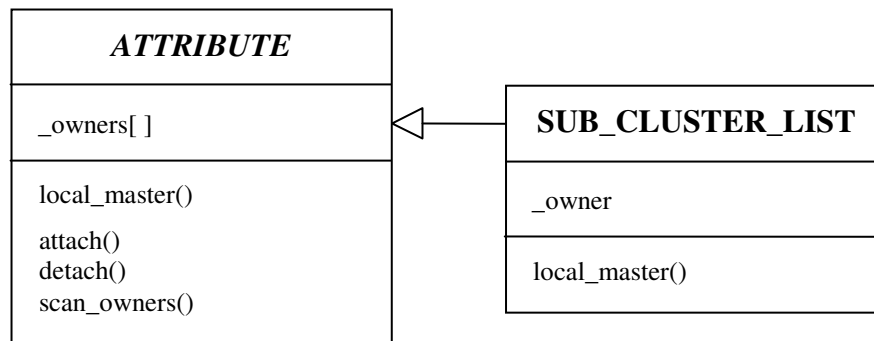 ATTRIBUTE
_owners[ ]
local_master()
attach()
detach()
scan_owners()
SUB_CLUSTER_LIST
_owner
local_master()